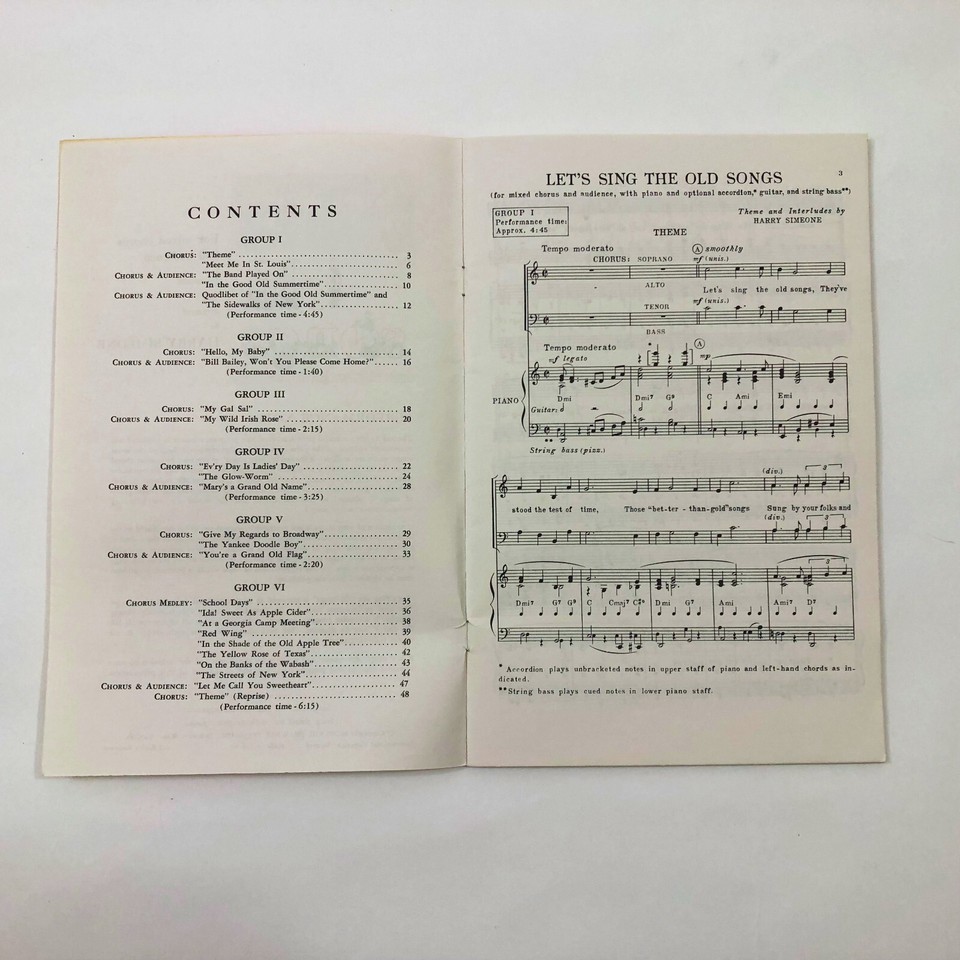 CONTENTS
GROUP I
CHORUS: "Theme" 3
"Meet Me In St. Louis" 6
CHORUS & AUDIENCE: "The Band Played On" 8
"In the Good Old Summertime" 10
CHORUS & AUDIENCE: Quodlibet of "In the Good Old Summertime" and
"The Sidewalks of New York" 12
(Performance time - 4:45)
GROUP II
CHORUS: "Hello, My Baby" 14
CHORUS & AUDIENCE: "Bill Bailey, Won't You Please Come Home?" 16
(Performance time - 1:40)
GROUP III
CHORUS: "My Gal Sal" 18
CHORUS & AUDIENCE: "My Wild Irish Rose" 20
(Performance time - 2:15)
GROUP IV
CHORUS: "Ev'ry Day Is Ladies' Day" 22
"The Glow-Worm" 24
CHORUS & AUDIENCE: "Mary's a Grand Old Name" 28
(Performance time - 3:25)
GROUP V
CHORUS: "Give My Regards to Broadway" 29
"The Yankee Doodle Boy" 30
CHORUS & AUDIENCE: "You're a Grand Old Flag" 33
(Performance time - 2:20)
GROUP VI
CHORUS MEDLEY: "School Days" 35
"Ida! Sweet As Apple Cider" 36
"At a Georgia Camp Meeting" 38
"Red Wing" 39
"In the Shade of the Old Apple Tree" 40
"The Yellow Rose of Texas" 42
"On the Banks of the Wabash" 43
"The Streets of New York" 44
CHORUS & AUDIENCE: "Let Me Call You Sweetheart" 47
CHORUS: "Theme" (Reprise) 48
(Performance time - 6:15)
3
LET'S SING THE OLD SONGS
(for mixed chorus and audience, with piano and optional accordion,* guitar, and string bass**)
GROUP I
Performance time:
Approx. 4:45
Theme and Interludes by
HARRY SIMEONE
THEME
Tempo moderato
A smoothly
CHORUS: SOPRANO mf (unis.)
ALTO
Let's sing the old songs, They've
TENOR mf (unis.)
BASS
Tempo moderato A
mf legato mp
PIANO
Dmi Dmi7 G9 C Ami Emi
Guitar:
String bass (pizz.)
(div.)
stood the test of time, Those "bet-ter-than-gold" songs Sung by your folks and
(div.)
Dmi7 G7 G9 C Cmaj7 C#° Dmi G7 Ami Ami7 D7
* Accordion plays unbracketed notes in upper staff of piano and left-hand chords as in-
dicated.
**String bass plays cued notes in lower piano staff.